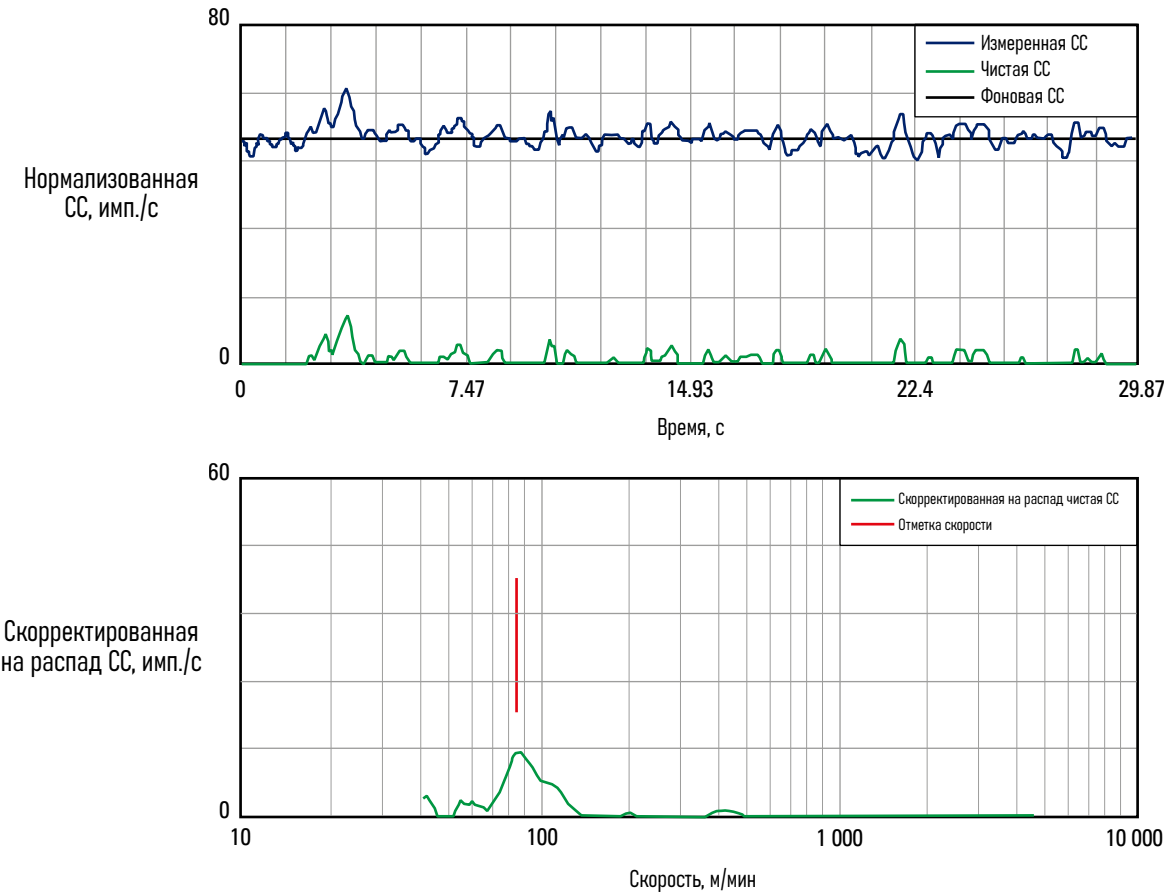 80
Измеренная СС
Чистая СС
Фоновая СС
Нормализованная
СС, имп./с
0
0
7.47
14.93
22.4
29.87
Время, с
60
Скорректированная на распад чистая СС
Отметка скорости
Скорректированная
на распад СС, имп./с
0
10
100
1 000
10 000
Скорость, м/мин